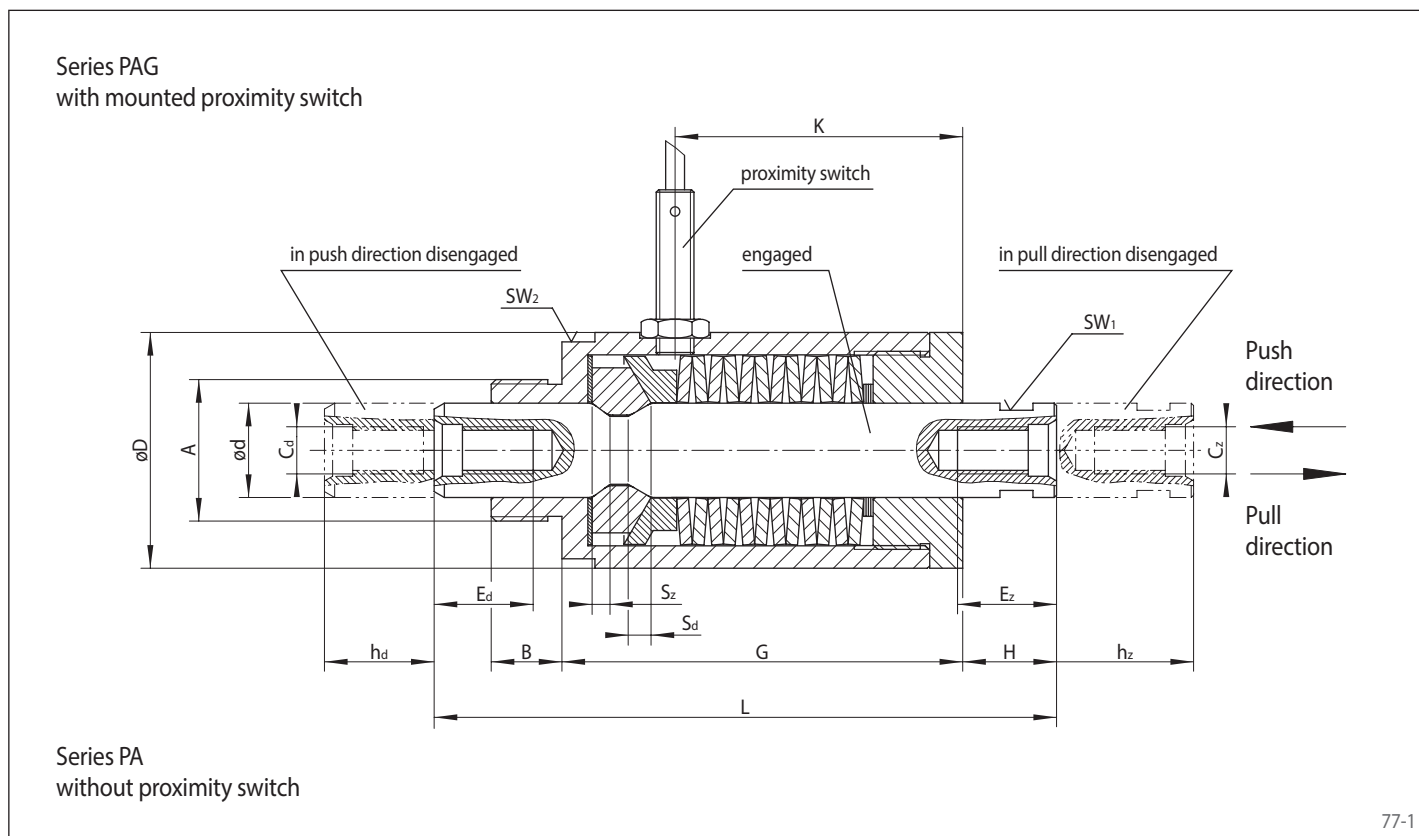 Series PAG
with mounted proximity switch
K
proximity switch
in push direction disengaged
engaged
in pull direction disengaged
SW2
SW1
Push
direction
øD
A
ød
Cd
Cz
Pull
direction
Ed
Sz
Ez
Sd
hd
B
G
H
hz
L
Series PA
without proximity switch
77-1